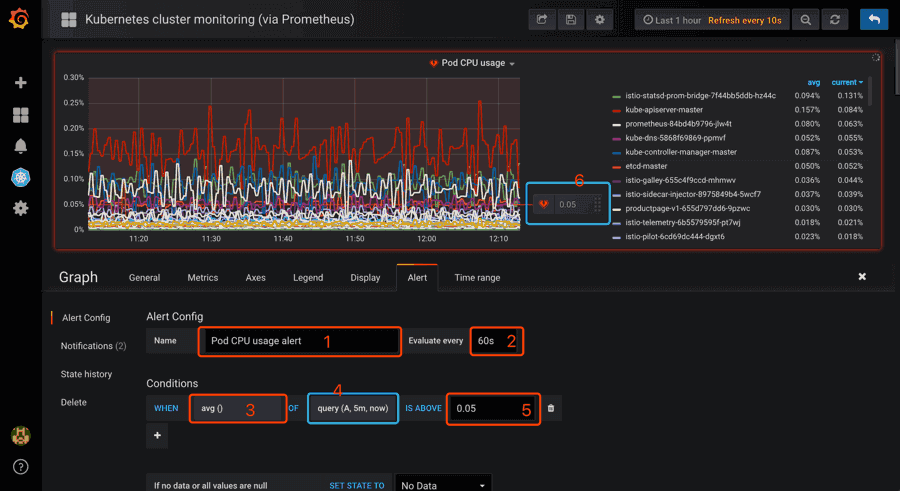 Kubernetes cluster monitoring (via Prometheus)
Last 1 hour Refresh every 10s
Pod CPU usage
0.30%
0.25%
0.20%
0.15%
0.10%
0.05%
0%
11:20 11:30 11:40 11:50 12:00 12:10
6
0.05
avg current
istio-statsd-prom-bridge-7f44bb5ddb-hz44c 0.094% 0.131%
kube-apiserver-master 0.157% 0.084%
prometheus-84bd4b9796-jlw4t 0.080% 0.063%
kube-dns-5868f69869-ppmvf 0.052% 0.055%
kube-controller-manager-master 0.087% 0.053%
etcd-master 0.050% 0.052%
istio-galley-655c4f9ccd-mhmwv 0.036% 0.044%
istio-sidecar-injector-8975849b4-5wcf7 0.037% 0.039%
productpage-v1-655d797dd6-9pzwc 0.030% 0.030%
istio-telemetry-6b5579595f-pt7wj 0.018% 0.021%
istio-pilot-6cd69dc444-dgxt6 0.023% 0.018%
Graph General Metrics Axes Legend Display Alert Time range
Alert Config
Notifications (2)
State history
Delete
Alert Config
Name Pod CPU usage alert 1 Evaluate every 60s 2
Conditions
WHEN avg () 3 OF 4 query (A, 5m, now) IS ABOVE 0.05 5
If no data or all values are null SET STATE TO No Data